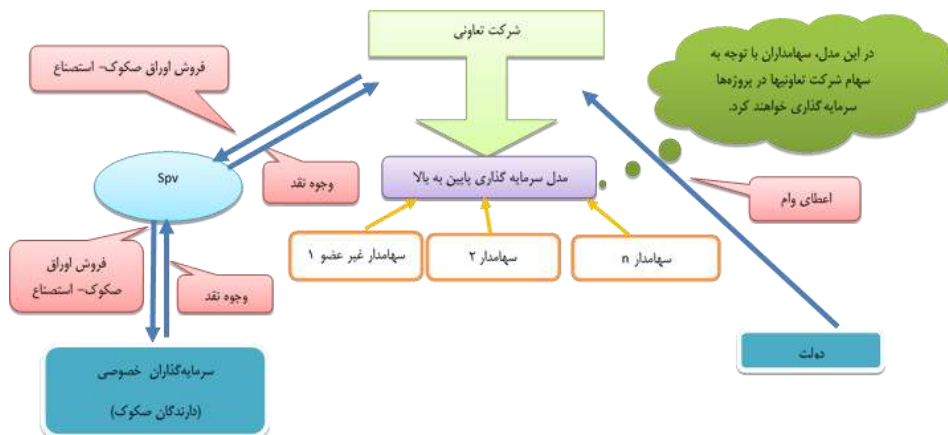 شرکت تعاونی
در این مدل، سهامداران با توجه به
سهام شرکت تعاونیها در پروژه‌ها
سرمایه گذاری خواهند کرد.
فروش اوراق صکوک- استصناع
وجوه نقد
Spv
مدل سرمایه گذاری پایین به بالا
اعطای وام
سهامدار n
سهامدار ۲
سهامدار غیر عضو ۱
فروش اوراق
صکوک- استصناع
وجوه نقد
دولت
سرمایه‌گذاران خصوصی
(دارندگان صکوک)